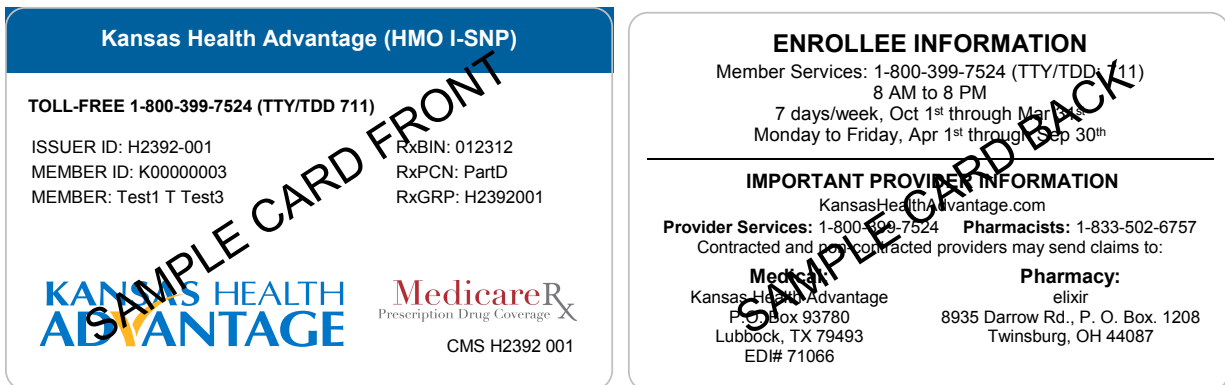 Kansas Health Advantage (HMO I-SNP)
TOLL-FREE 1-800-399-7524 (TTY/TDD 711)
ISSUER ID: H2392-001
MEMBER ID: K00000003
MEMBER: Test1 T Test3
RxBIN: 012312
RxPCN: PartD
RxGRP: H2392001
SAMPLE CARD FRONT
KANSAS HEALTH
ADVANTAGE
MedicareRx
Prescription Drug Coverage
CMS H2392 001
ENROLLEE INFORMATION
Member Services: 1-800-399-7524 (TTY/TDD: 711)
8 AM to 8 PM
7 days/week, Oct 1st through Mar 31st
Monday to Friday, Apr 1st through Sep 30th
SAMPLE CARD BACK
IMPORTANT PROVIDER INFORMATION
KansasHealthAdvantage.com
Provider Services: 1-800-399-7524 Pharmacists: 1-833-502-6757
Contracted and non-contracted providers may send claims to:
Medical:
Kansas Health Advantage
P.O. Box 93780
Lubbock, TX 79493
EDI# 71066
Pharmacy:
elixir
8935 Darrow Rd., P. O. Box. 1208
Twinsburg, OH 44087